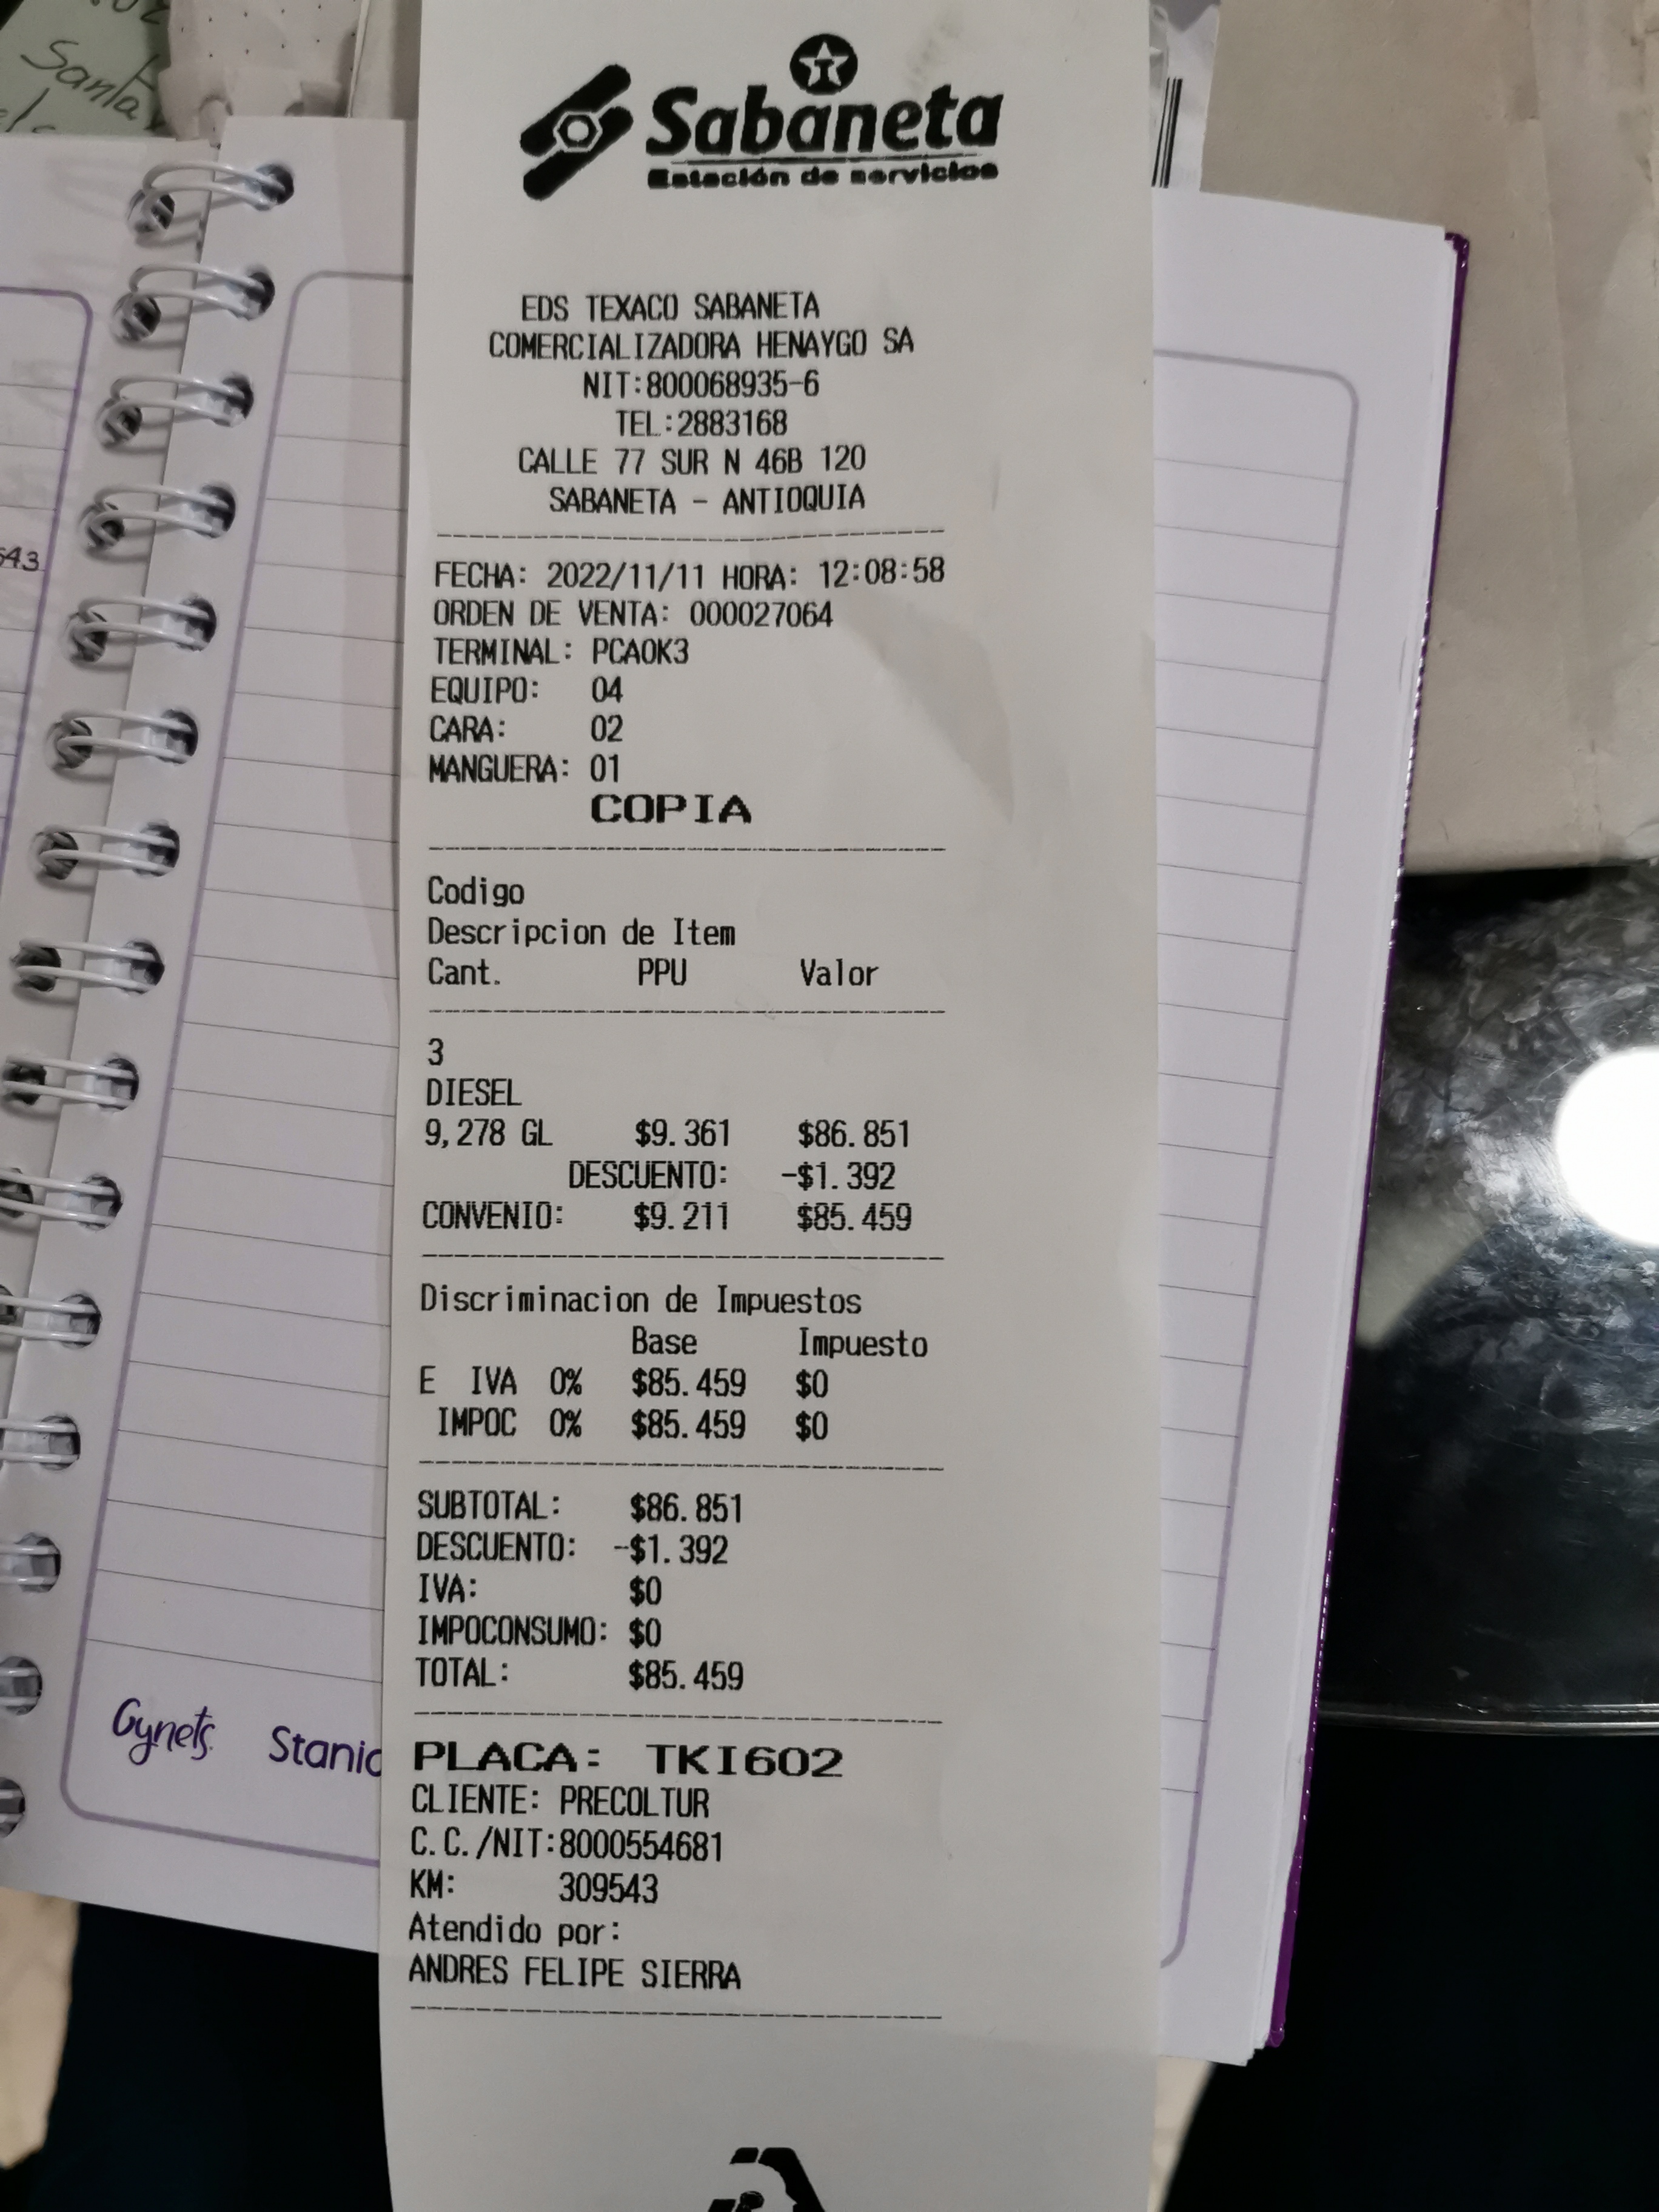 Santa
543
Sabaneta
Estación de servicios
EDS TEXACO SABANETA
COMERCIALIZADORA HENAYGO SA
NIT:800068935-6
TEL:2883168
CALLE 77 SUR N 46B 120
SABANETA - ANTIOQUIA
FECHA: 2022/11/11 HORA: 12:08:58
ORDEN DE VENTA: 000027064
TERMINAL: PCAOK3
EQUIPO: 04
CARA: 02
MANGUERA: 01
COPIA
Codigo
Descripcion de Item
Cant. PPU Valor
3
DIESEL
9,278 GL $9.361 $86.851
DESCUENTO: -$1.392
CONVENIO: $9.211 $85.459
Discriminacion de Impuestos
Base Impuesto
E IVA 0% $85.459 $0
IMPOC 0% $85.459 $0
SUBTOTAL: $86.851
DESCUENTO: -$1.392
IVA: $0
IMPOCONSUMO: $0
TOTAL: $85.459
PLACA: TKI602
CLIENTE: PRECOLTUR
C.C./NIT:8000554681
KM: 309543
Atendido por:
ANDRES FELIPE SIERRA
Gynets Stanic